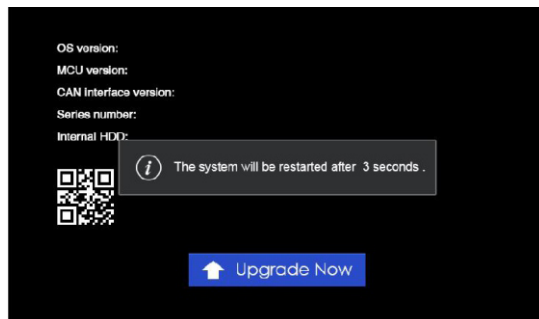 OS version:
MCU version:
CAN interface version:
Series number:
Internal HDD:
The system will be restarted after 3 seconds .
Upgrade Now